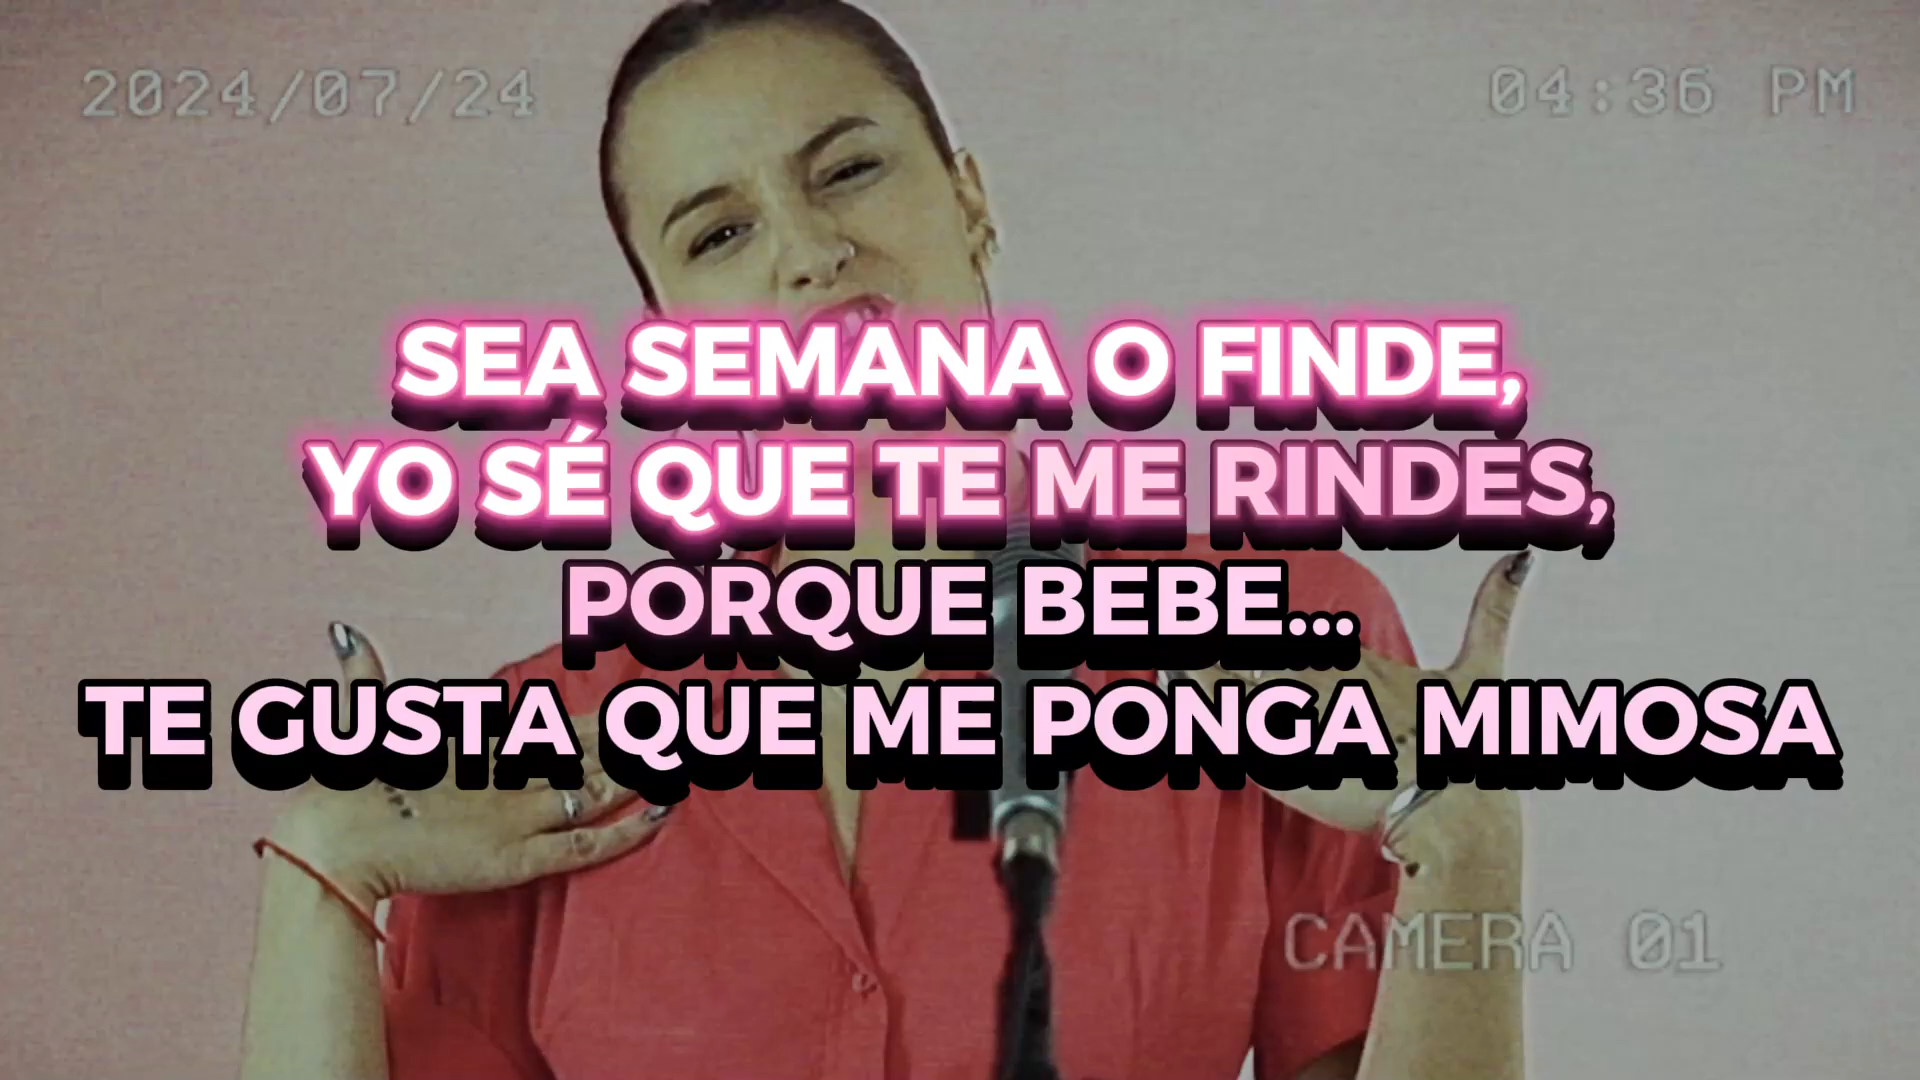 2024/07/24
04:36 PM
SEA SEMANA O FINDE,
YO SÉ QUE TE ME RINDES,
PORQUE BEBE...
TE GUSTA QUE ME PONGA MIMOSA
CAMERA 01